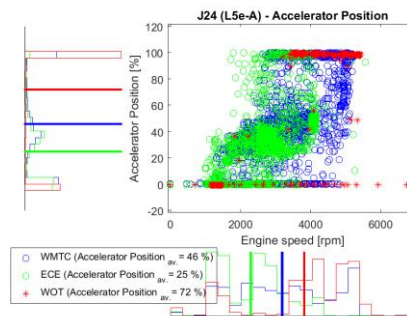 J24 (L5e-A) - Accelerator Position
Accelerator Position [%]
120
100
80
60
40
20
0
-20
0
2000
4000
6000
Engine speed [rpm]
WMTC (Accelerator Position av. = 46 %)
ECE (Accelerator Position av. = 25 %)
WOT (Accelerator Position av. = 72 %)